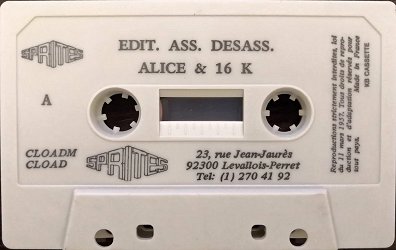 SPRITES
EDIT. ASS. DESASS.
ALICE & 16 K
A
CLOADM
CLOAD
SPRITES
23, rue Jean-Jaurès
92300 Levallois-Perret
Tel: (1) 270 41 92
Reproductions strictement interdites, loi
du 11 mars 1957. Tous droits de repro-
duction et d'adaptation réservés pour
tout pays. Made in France
KB CASSETTE